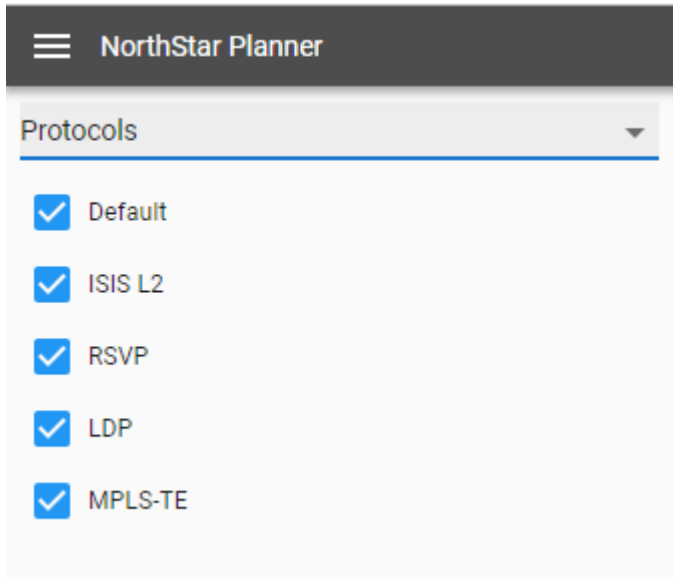 NorthStar Planner
Protocols
Default
ISIS L2
RSVP
LDP
MPLS-TE